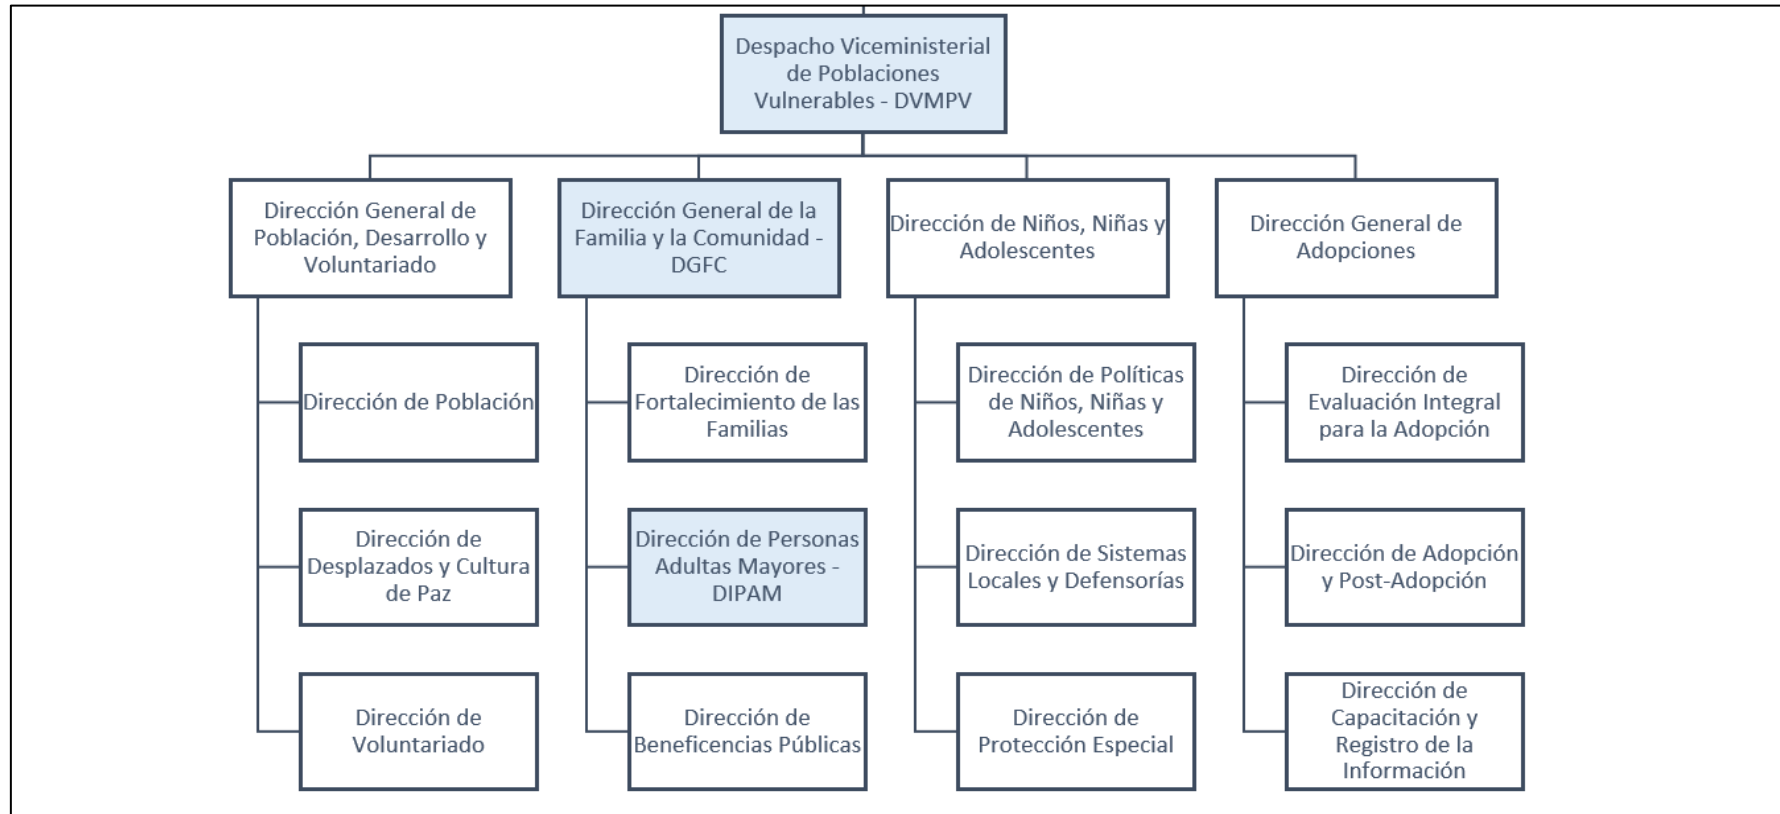 Despacho Viceministerial
de Poblaciones
Vulnerables - DVMPV
Dirección General de
Población, Desarrollo y
Voluntariado
Dirección General de la
Familia y la Comunidad -
DGFC
Dirección de Niños, Niñas y
Adolescentes
Dirección General de
Adopciones
Dirección de Población
Dirección de
Fortalecimiento de las
Familias
Dirección de Políticas
de Niños, Niñas y
Adolescentes
Dirección de
Evaluación Integral
para la Adopción
Dirección de
Desplazados y Cultura
de Paz
Dirección de Personas
Adultas Mayores -
DIPAM
Dirección de Sistemas
Locales y Defensorías
Dirección de Adopción
y Post-Adopción
Dirección de
Voluntariado
Dirección de
Beneficencias Públicas
Dirección de
Protección Especial
Dirección de
Capacitación y
Registro de la
Información